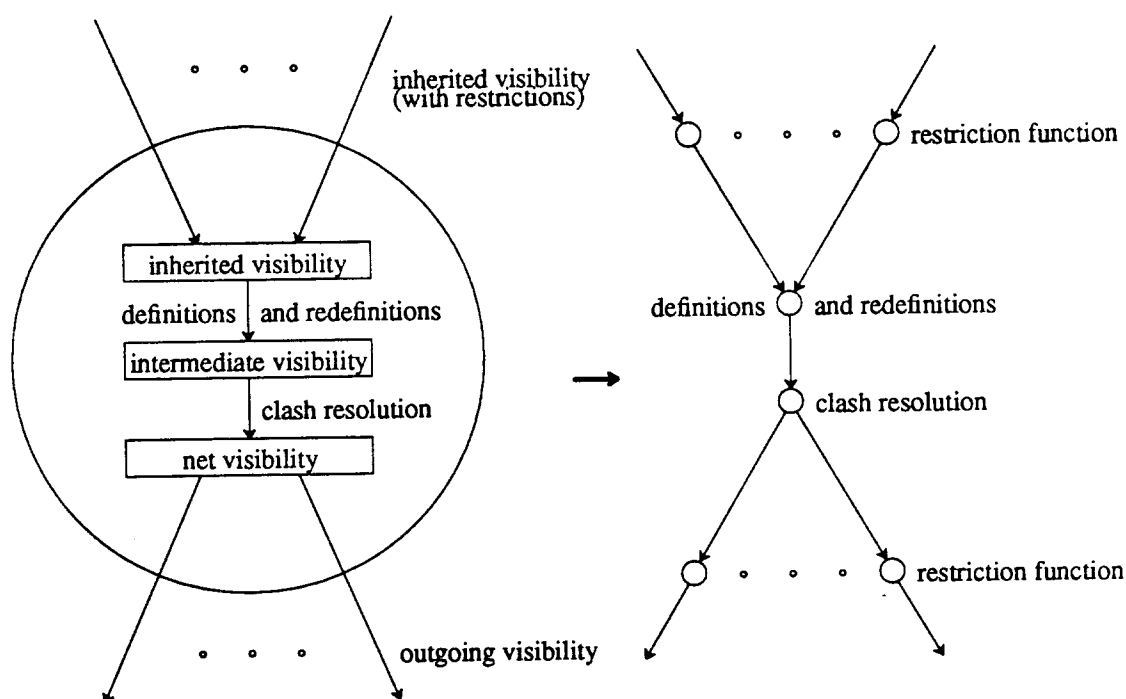 inherited visibility
(with restrictions)
inherited visibility
definitions and redefinitions
intermediate visibility
clash resolution
net visibility
outgoing visibility
restriction function
definitions and redefinitions
clash resolution
restriction function